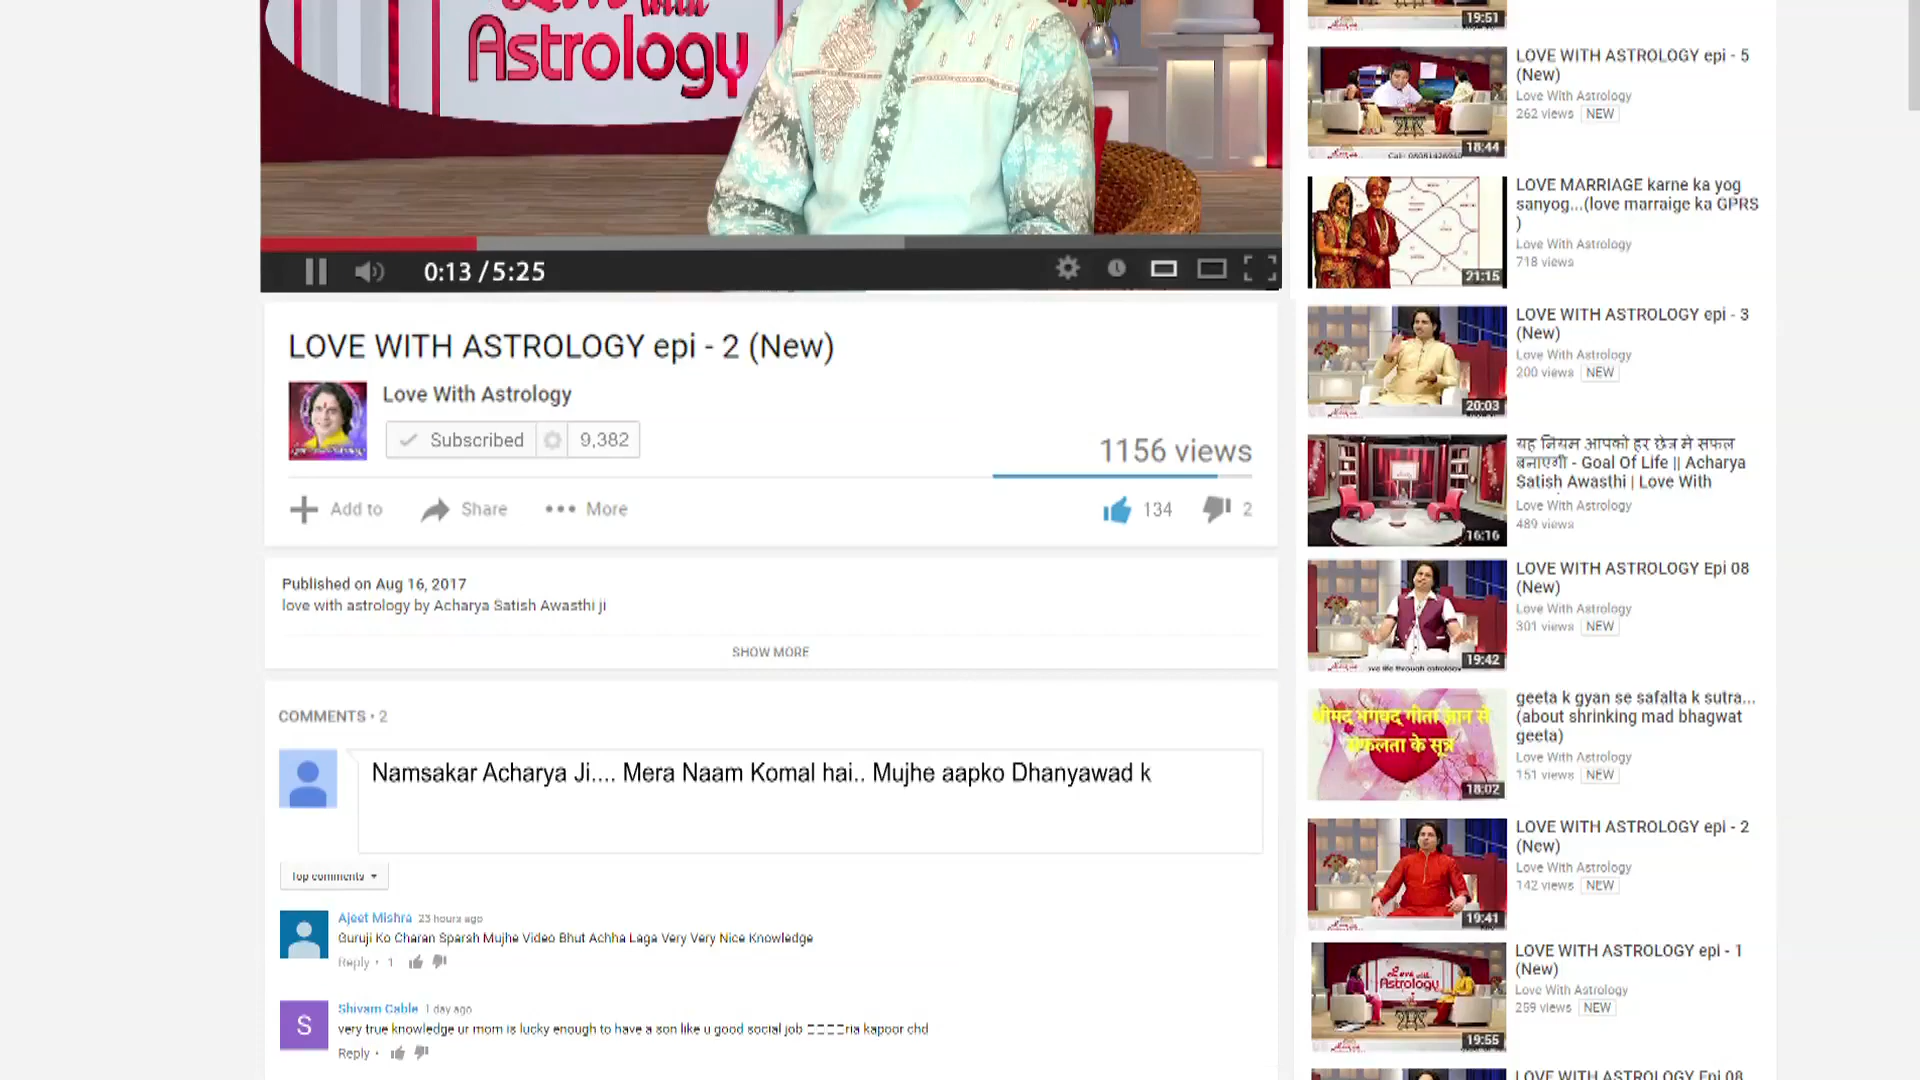 Love with
Astrology
0:13 / 5:25
LOVE WITH ASTROLOGY epi - 2 (New)
Love With Astrology
Subscribed 9,382
1156 views
Add to Share More
134 2
Published on Aug 16, 2017
love with astrology by Acharya Satish Awasthi ji
SHOW MORE
COMMENTS • 2
Namsakar Acharya Ji.... Mera Naam Komal hai.. Mujhe aapko Dhanyawad k
Top comments
Ajeet Mishra 23 hours ago
Guruji Ko Charan Sparsh Mujhe Video Bhut Achha Laga Very Very Nice Knowledge
Reply • 1
S
Shivam Cable 1 day ago
very true knowledge ur mom is lucky enough to have a son like u good social job ria kapoor chd
Reply •
19:51
LOVE WITH ASTROLOGY epi - 5
(New)
Love With Astrology
262 views NEW
18:44
LOVE MARRIAGE karne ka yog
sanyog...(love marraige ka GPRS
)
Love With Astrology
718 views
21:15
LOVE WITH ASTROLOGY epi - 3
(New)
Love With Astrology
200 views NEW
20:03
यह नियम आपको हर छेत्र मे सफल
बनाएगी - Goal Of Life || Acharya
Satish Awasthi | Love With
Love With Astrology
489 views
16:16
LOVE WITH ASTROLOGY Epi 08
(New)
Love With Astrology
301 views NEW
19:42
geeta k gyan se safalta k sutra...
(about shrinking mad bhagwat
geeta)
Love With Astrology
151 views NEW
श्रीमद् भगवद् गीता ज्ञान से
सफलता के सूत्र
18:02
LOVE WITH ASTROLOGY epi - 2
(New)
Love With Astrology
142 views NEW
19:41
LOVE WITH ASTROLOGY epi - 1
(New)
Love With Astrology
259 views NEW
Love with
Astrology
19:55
LOVE WITH ASTROLOGY Epi 08